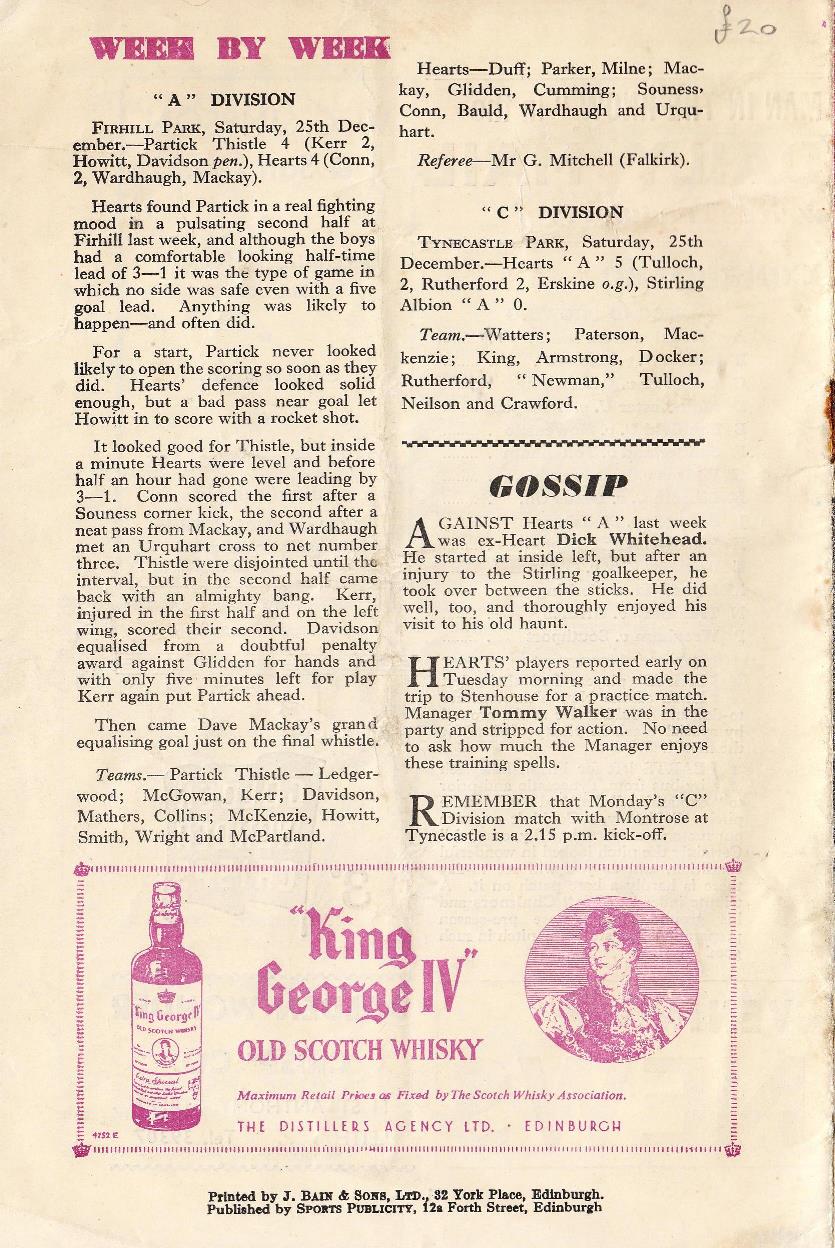 £20
WEEK BY WEEK
“ A ” DIVISION
FIRHILL PARK, Saturday, 25th Dec-
ember.—Partick Thistle 4 (Kerr 2,
Howitt, Davidson pen.), Hearts 4 (Conn,
2, Wardhaugh, Mackay).
Hearts found Partick in a real fighting
mood in a pulsating second half at
Firhill last week, and although the boys
had a comfortable looking half-time
lead of 3—1 it was the type of game in
which no side was safe even with a five
goal lead. Anything was likely to
happen—and often did.
For a start, Partick never looked
likely to open the scoring so soon as they
did. Hearts’ defence looked solid
enough, but a bad pass near goal let
Howitt in to score with a rocket shot.
It looked good for Thistle, but inside
a minute Hearts were level and before
half an hour had gone were leading by
3—1. Conn scored the first after a
Souness corner kick, the second after a
neat pass from Mackay, and Wardhaugh
met an Urquhart cross to net number
three. Thistle were disjointed until the
interval, but in the second half came
back with an almighty bang. Kerr,
injured in the first half and on the left
wing, scored their second. Davidson
equalised from a doubtful penalty
award against Glidden for hands and
with only five minutes left for play
Kerr again put Partick ahead.
Then came Dave Mackay’s grand
equalising goal just on the final whistle.
Teams.— Partick Thistle — Ledger-
wood; McGowan, Kerr; Davidson,
Mathers, Collins; McKenzie, Howitt,
Smith, Wright and McPartland.
Hearts—Duff; Parker, Milne; Mac-
kay, Glidden, Cumming; Souness,
Conn, Bauld, Wardhaugh and Urqu-
hart.
Referee—Mr G. Mitchell (Falkirk).
“ C ” DIVISION
TYNECASTLE PARK, Saturday, 25th
December.—Hearts “ A ” 5 (Tulloch,
2, Rutherford 2, Erskine o.g.), Stirling
Albion “ A ” 0.
Team.—Watters; Paterson, Mac-
kenzie; King, Armstrong, Docker;
Rutherford, “ Newman,” Tulloch,
Neilson and Crawford.
GOSSIP
AGAINST Hearts “ A ” last week
was ex-Heart Dick Whitehead.
He started at inside left, but after an
injury to the Stirling goalkeeper, he
took over between the sticks. He did
well, too, and thoroughly enjoyed his
visit to his old haunt.
HEARTS’ players reported early on
Tuesday morning and made the
trip to Stenhouse for a practice match.
Manager Tommy Walker was in the
party and stripped for action. No need
to ask how much the Manager enjoys
these training spells.
REMEMBER that Monday’s “C”
Division match with Montrose at
Tynecastle is a 2.15 p.m. kick-off.
King George IV
OLD SCOTCH WHISKY
Extra Special
4752 E
“King
George IV”
OLD SCOTCH WHISKY
Maximum Retail Prices as Fixed by The Scotch Whisky Association.
THE DISTILLERS AGENCY LTD. · EDINBURGH
Printed by J. BAIN & SONS, LTD., 32 York Place, Edinburgh.
Published by SPORTS PUBLICITY, 12a Forth Street, Edinburgh